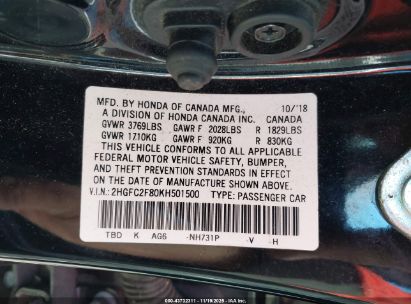 MFD. BY HONDA OF CANADA MFG., 10/'18
A DIVISION OF HONDA CANADA INC. CANADA
GVWR 3769LBS GAWR F 2028LBS R 1829LBS
GVWR 1710KG GAWR F 920KG R 830KG
THIS VEHICLE CONFORMS TO ALL APPLICABLE
FEDERAL MOTOR VEHICLE SAFETY, BUMPER,
AND THEFT PREVENTION STANDARDS IN EFFECT
ON THE DATE OF MANUFACTURE SHOWN ABOVE.
V.I.N.: 2HGFC2F80KH501500 TYPE: PASSENGER CAR
TBD K AG6 -NH731P -V -H